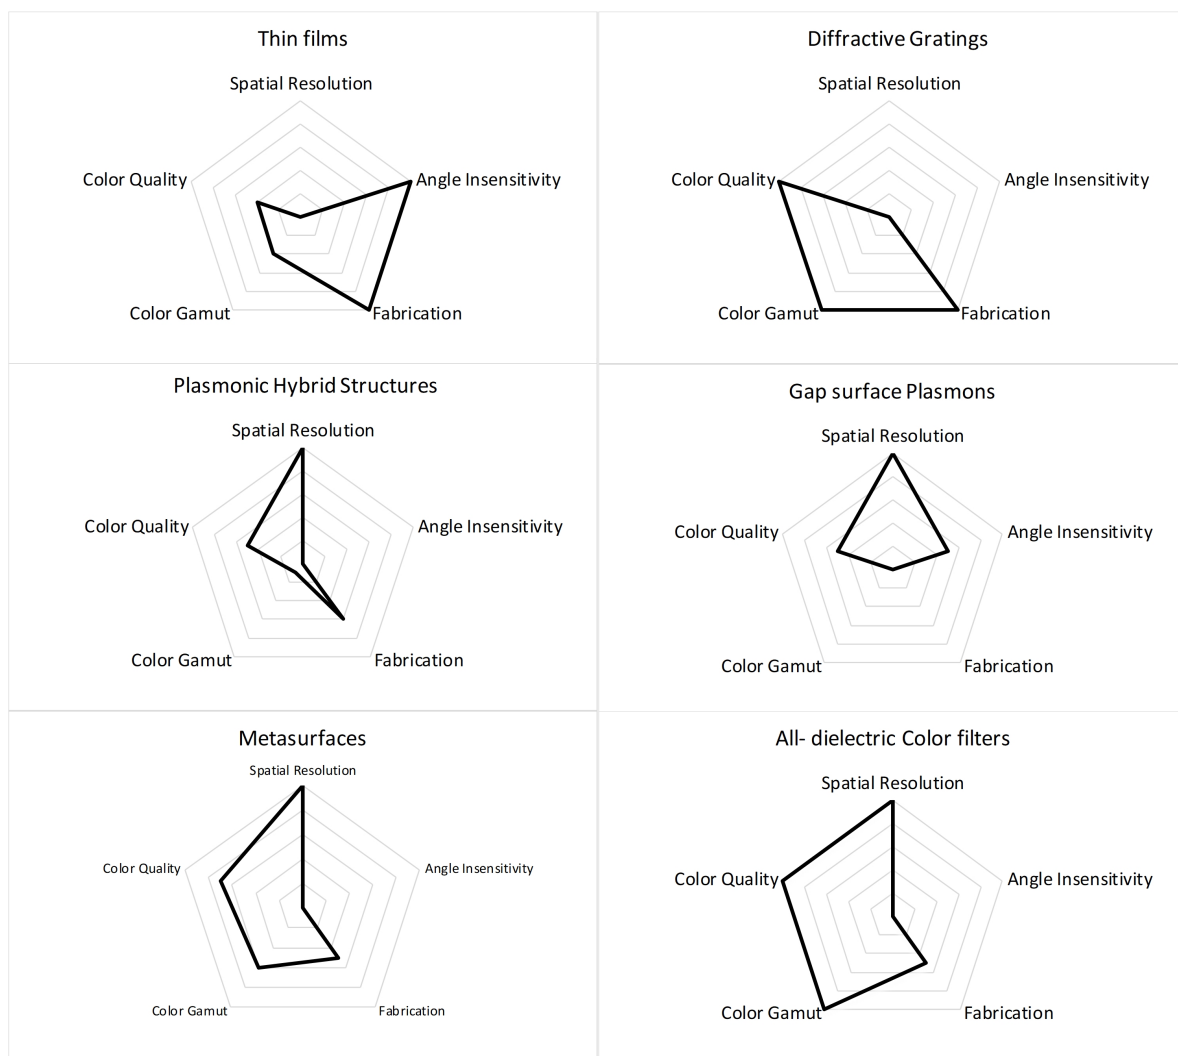 Thin films
Spatial Resolution
Color Quality
Angle Insensitivity
Color Gamut
Fabrication
Diffractive Gratings
Spatial Resolution
Color Quality
Angle Insensitivity
Color Gamut
Fabrication
Plasmonic Hybrid Structures
Spatial Resolution
Color Quality
Angle Insensitivity
Color Gamut
Fabrication
Gap surface Plasmons
Spatial Resolution
Color Quality
Angle Insensitivity
Color Gamut
Fabrication
Metasurfaces
Spatial Resolution
Color Quality
Angle Insensitivity
Color Gamut
Fabrication
All- dielectric Color filters
Spatial Resolution
Color Quality
Angle Insensitivity
Color Gamut
Fabrication